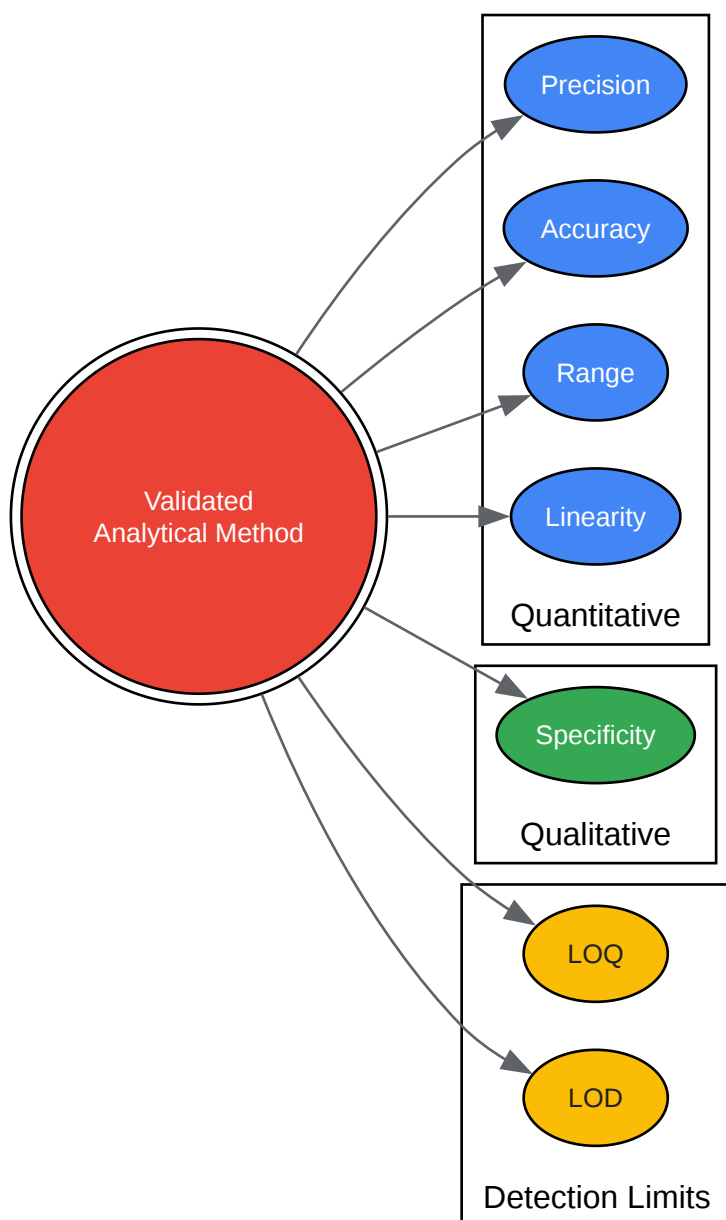 Validated
Analytical Method
Precision
Accuracy
Range
Linearity
Quantitative
Specificity
Qualitative
LOQ
LOD
Detection Limits